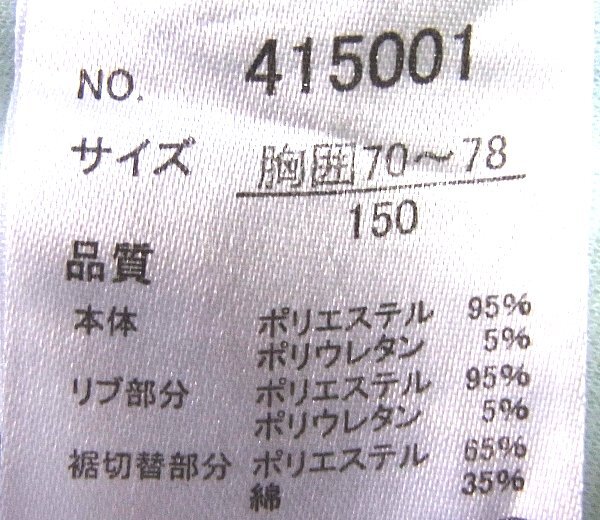 NO. 415001
サイズ 胸囲70～78
150
品質
本体 ポリエステル 95%
ポリウレタン 5%
リブ部分 ポリエステル 95%
ポリウレタン 5%
裾切替部分 ポリエステル 65%
綿 35%